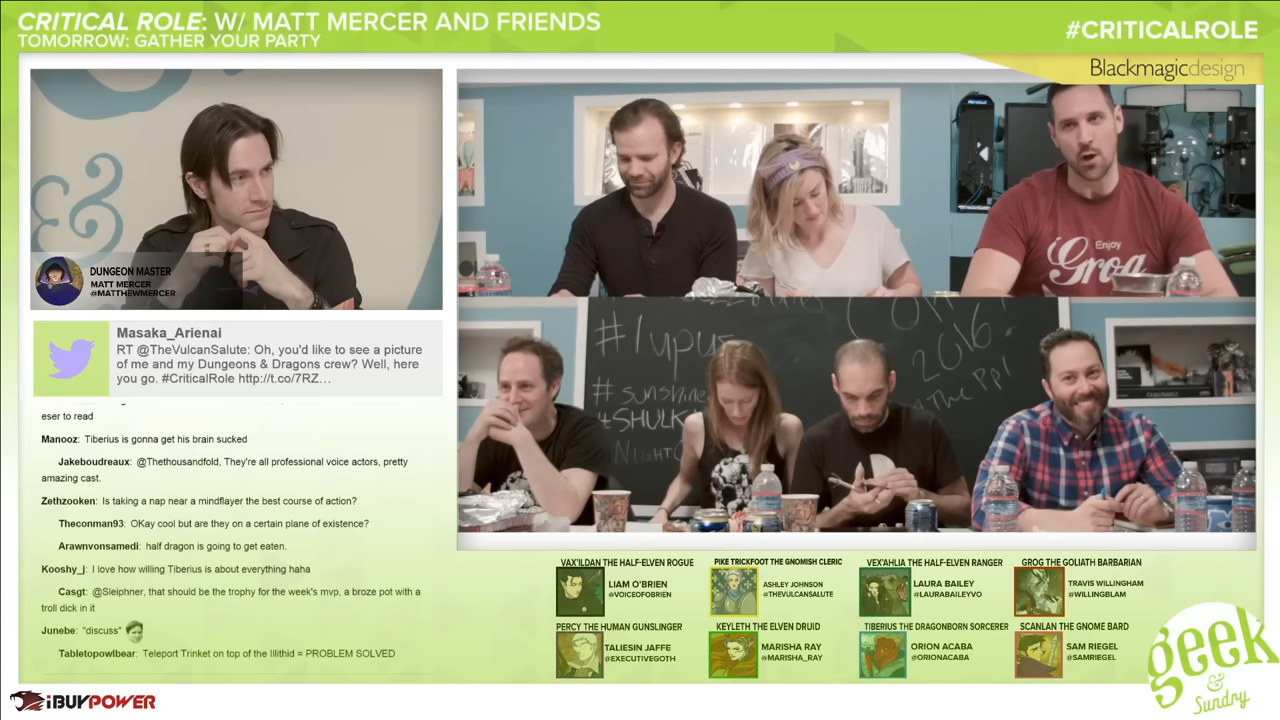 CRITICAL ROLE: W/ MATT MERCER AND FRIENDS
TOMORROW: GATHER YOUR PARTY
#CRITICALROLE
Blackmagicdesign
DUNGEON MASTER
MATT MERCER
@MATTHEWMERCER
Masaka_Arienai
RT @TheVulcanSalute: Oh, you'd like to see a picture
of me and my Dungeons & Dragons crew? Well, here
you go. #CriticalRole http://t.co/7RZ...
eser to read
Manooz: Tiberius is gonna get his brain sucked
Jakeboudreaux: @Thethousandfold, They're all professional voice actors, pretty
amazing cast.
Zethzooken: Is taking a nap near a mindflayer the best course of action?
Theconman93: OKay cool but are they on a certain plane of existence?
Arawnvonsamedi: half dragon is going to get eaten.
Kooshy_j: I love how willing Tiberius is about everything haha
Casgt: @Sleiphner, that should be the trophy for the week's mvp, a broze pot with a
troll dick in it
Junebe: "discuss"
Tabletopowlbear: Teleport Trinket on top of the Illithid = PROBLEM SOLVED
Enjoy
Grog
#lupus
2016
#sunshine
#SHULK
The PPl
NIGHT
VAX'ILDAN THE HALF-ELVEN ROGUE
LIAM O'BRIEN
@VOICEOFOBRIEN
PIKE TRICKFOOT THE GNOMISH CLERIC
ASHLEY JOHNSON
@THEVULCANSALUTE
VEX'AHLIA THE HALF-ELVEN RANGER
LAURA BAILEY
@LAURABAILEYVO
GROG THE GOLIATH BARBARIAN
TRAVIS WILLINGHAM
@WILLINGBLAM
PERCY THE HUMAN GUNSLINGER
TALIESIN JAFFE
@EXECUTIVEGOTH
KEYLETH THE ELVEN DRUID
MARISHA RAY
@MARISHA_RAY
TIBERIUS THE DRAGONBORN SORCERER
ORION ACABA
@ORIONACABA
SCANLAN THE GNOME BARD
SAM RIEGEL
@SAMRIEGEL
geek
&
Sundry
iBUYPOWER